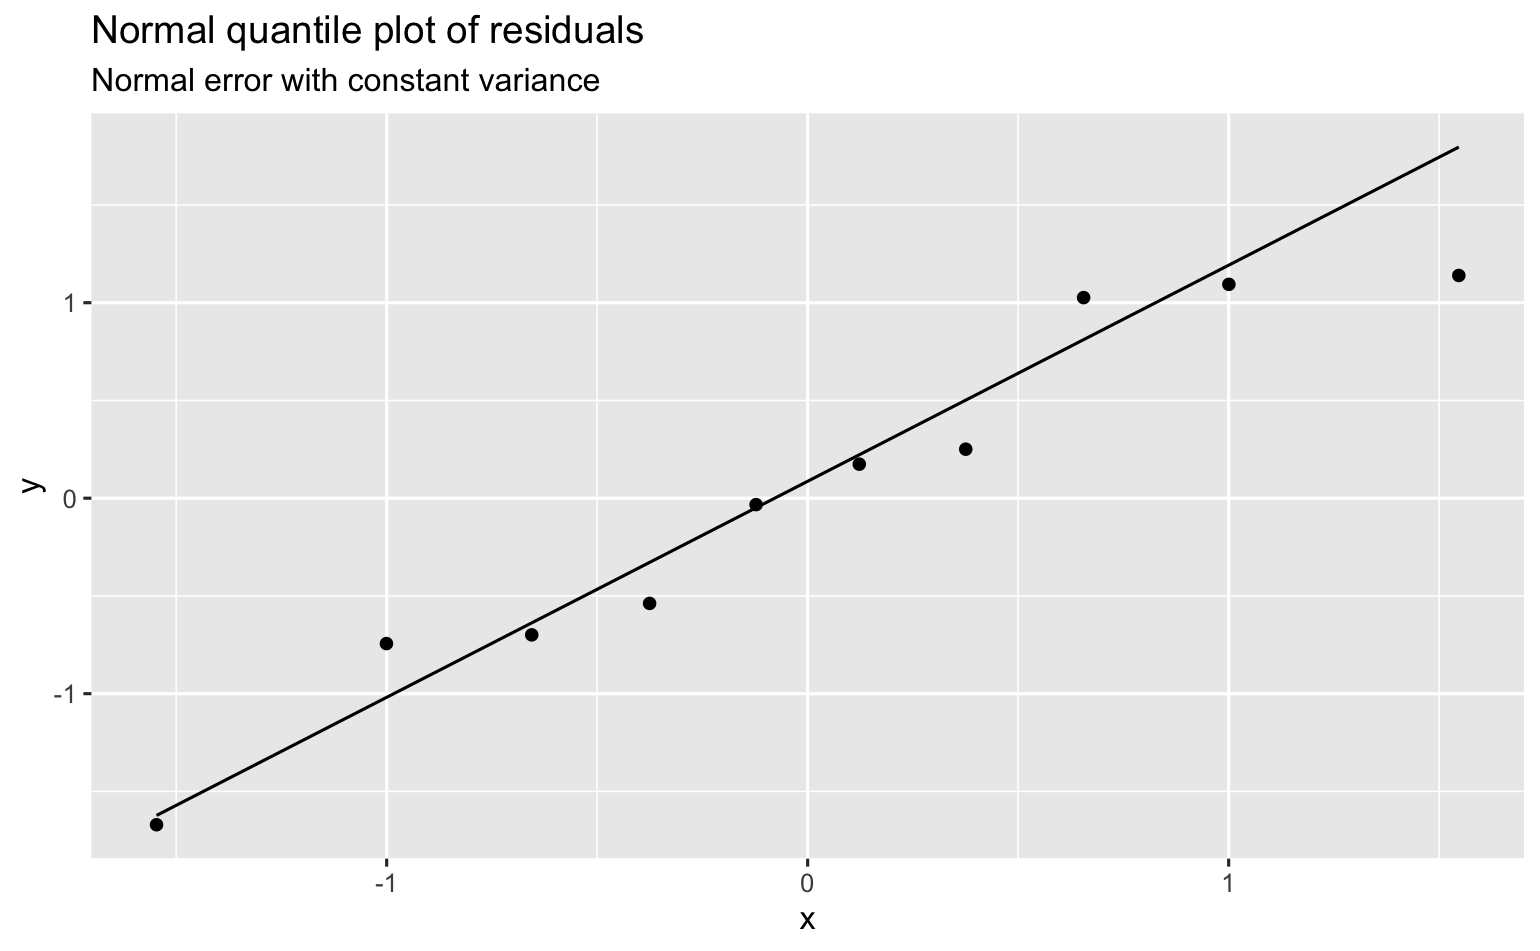 Normal quantile plot of residuals
Normal error with constant variance
1
0
-1
y
-1 0 1
x